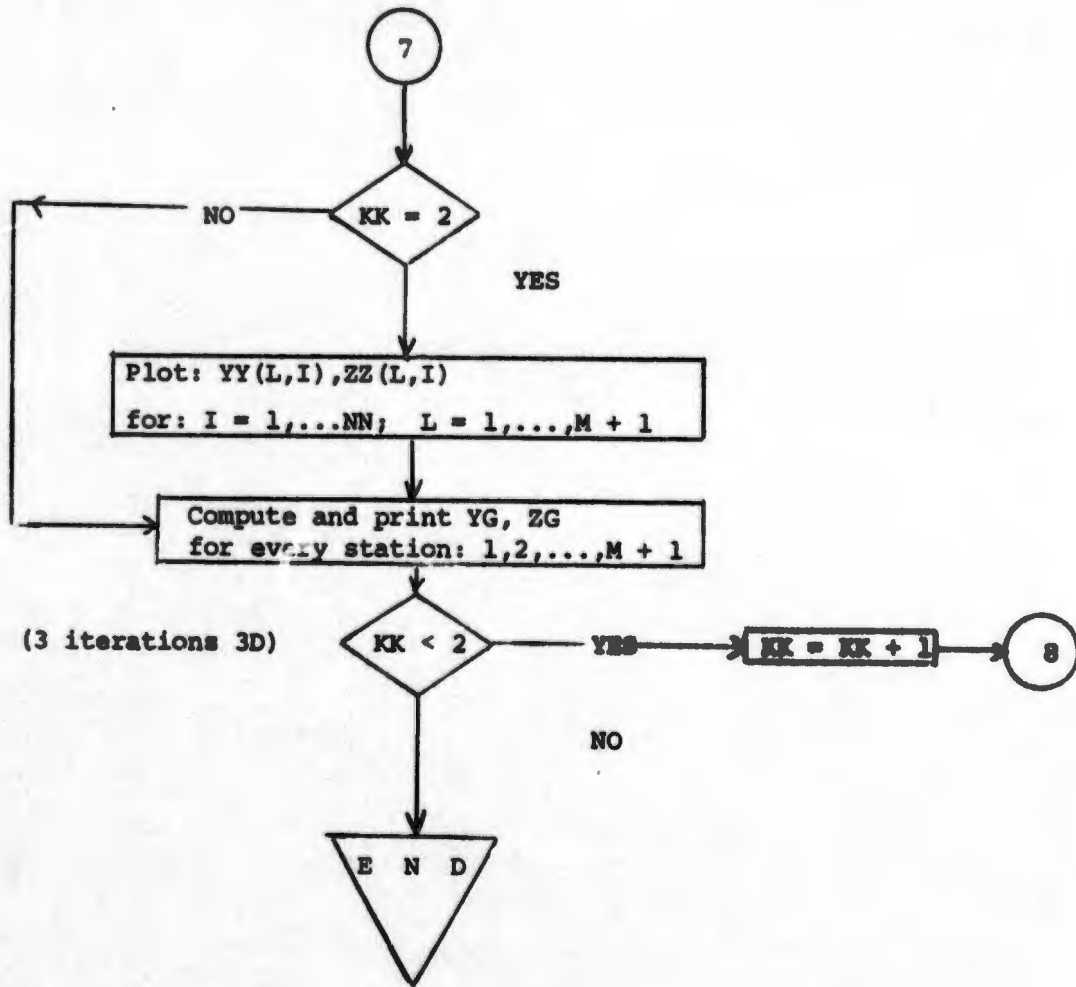 7
KK = 2
NO
YES
Plot: YY(L,I),ZZ(L,I)
for: I = 1,...NN; L = 1,...,M + 1
Compute and print YG, ZG
for every station: 1,2,...,M + 1
(3 iterations 3D)
KK < 2
YES
KK = KK + 1
8
NO
E N D